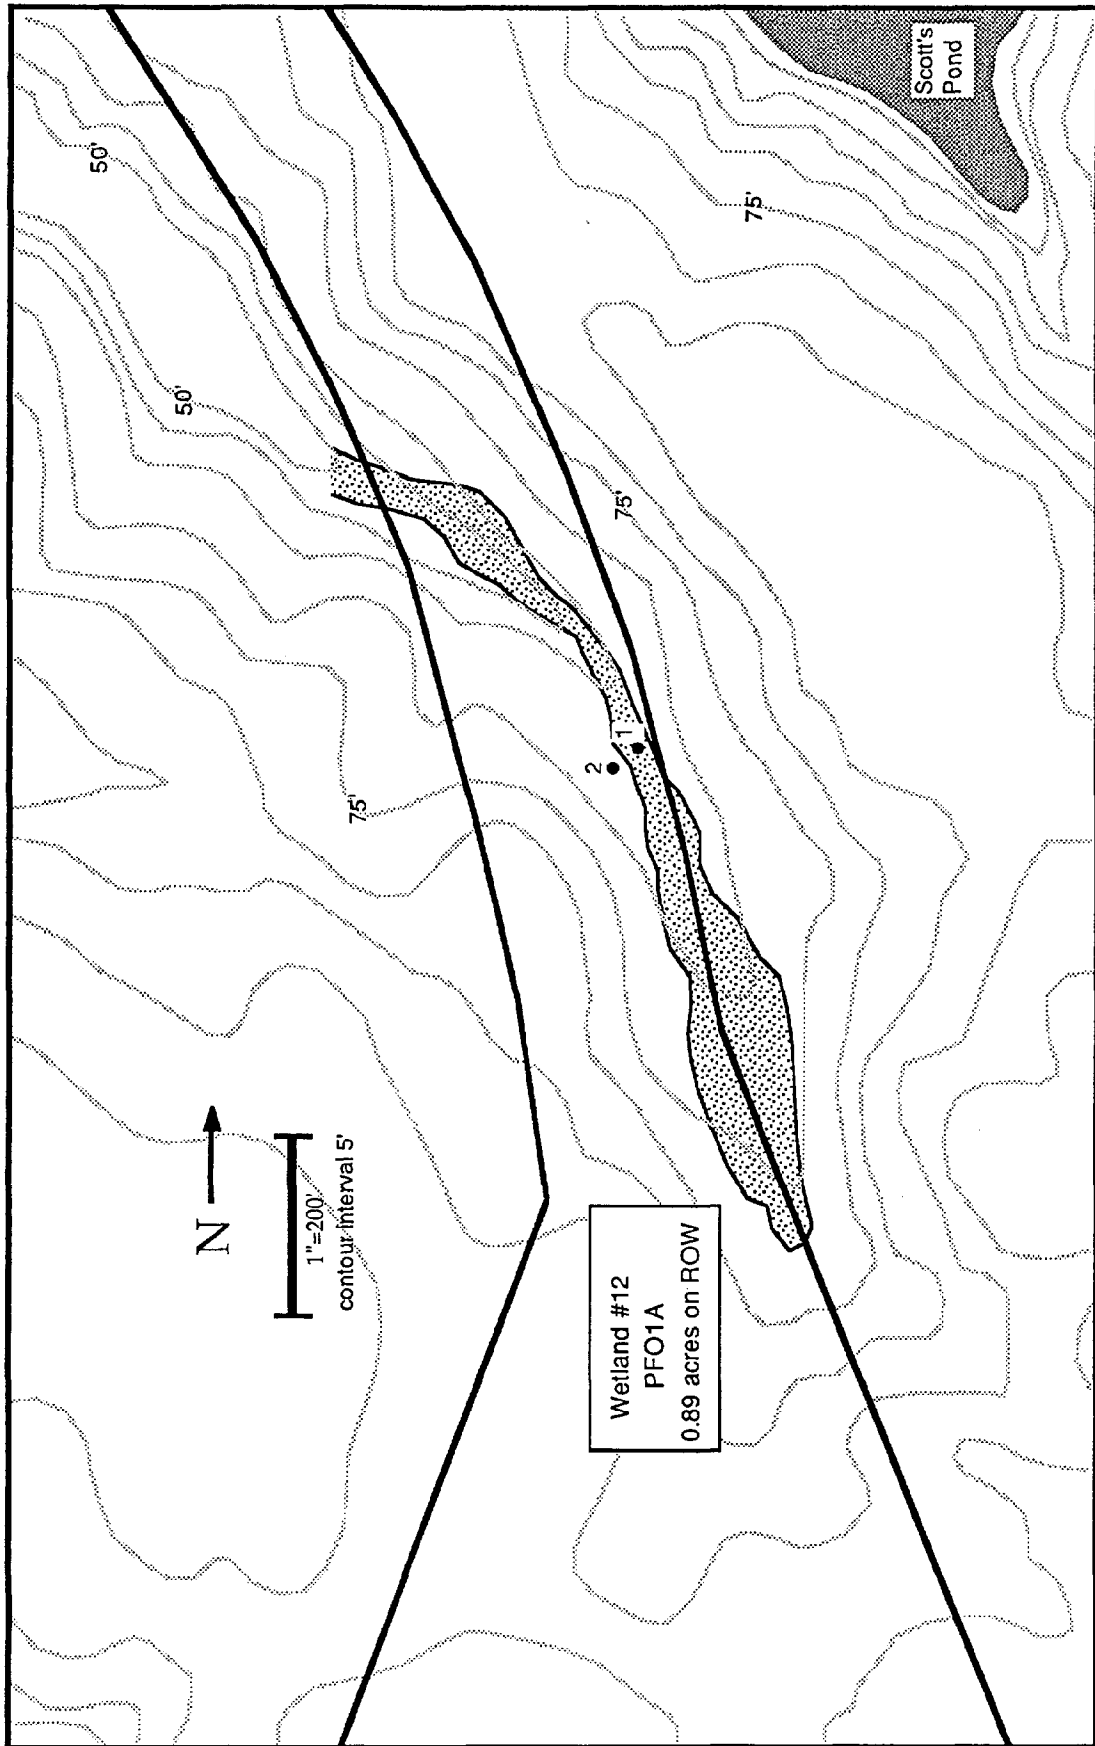 Scott's
Pond
50'
75'
50'
75'
1
2
75'
N
1"=200'
contour interval 5'
Wetland #12
PFO1A
0.89 acres on ROW